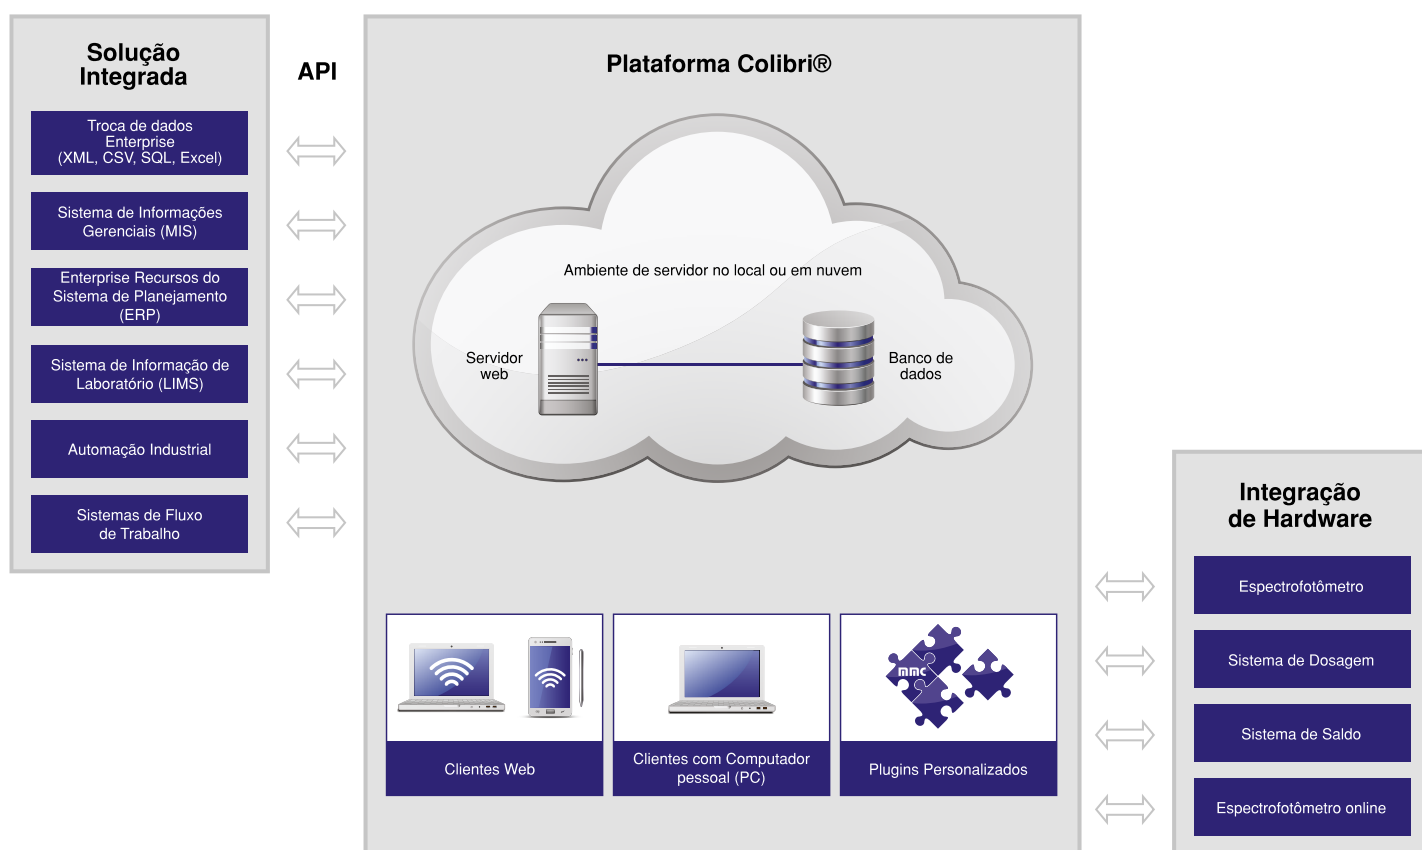 Solução
Integrada
Troca de dados
Enterprise
(XML, CSV, SQL, Excel)
Sistema de Informações
Gerenciais (MIS)
Enterprise Recursos do
Sistema de Planejamento
(ERP)
Sistema de Informação de
Laboratório (LIMS)
Automação Industrial
Sistemas de Fluxo
de Trabalho
API
Plataforma Colibri®
Ambiente de servidor no local ou em nuvem
Servidor
web
Banco de
dados
mmc
Clientes Web
Clientes com Computador
pessoal (PC)
Plugins Personalizados
Integração
de Hardware
Espectrofotômetro
Sistema de Dosagem
Sistema de Saldo
Espectrofotômetro online